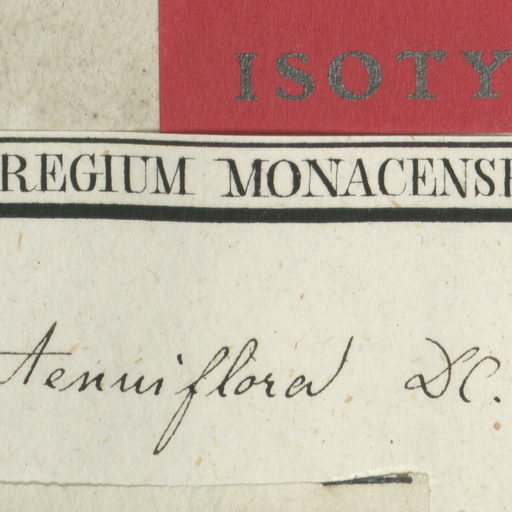 ISOTY
REGIUM MONACENSE
tenuiflora DC.